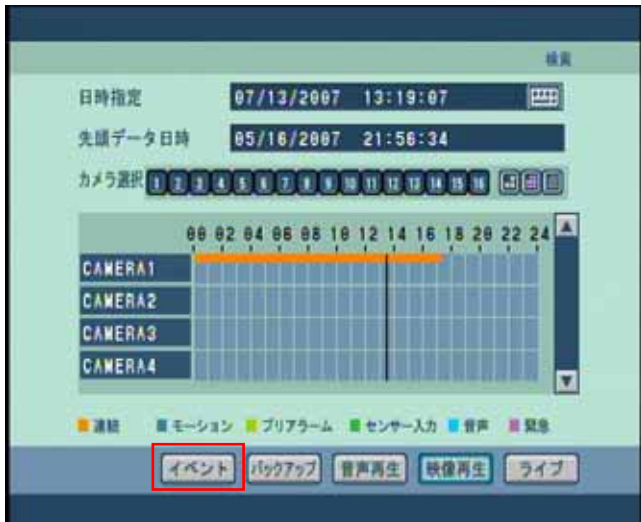 検索
日時指定 07/13/2007 13:19:07
先頭データ日時 05/16/2007 21:56:34
カメラ選択 1 2 3 4 5 6 7 8 9 10 11 12 13 14 15 16
00 02 04 06 08 10 12 14 16 18 20 22 24
CAMERA1
CAMERA2
CAMERA3
CAMERA4
連続 モーション プリアラーム センサー入力 音声 緊急
イベント バックアップ 音声再生 映像再生 ライブ